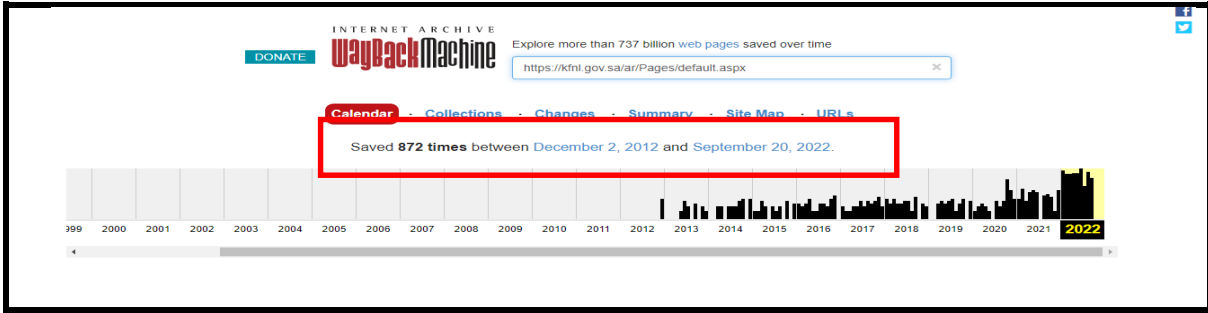 INTERNET ARCHIVE
DONATE
WayBackMachine
Explore more than 737 billion web pages saved over time
https://kfnl.gov.sa/ar/Pages/default.aspx ×
Calendar · Collections · Changes · Summary · Site Map · URLs
Saved 872 times between December 2, 2012 and September 20, 2022.
999 2000 2001 2002 2003 2004 2005 2006 2007 2008 2009 2010 2011 2012 2013 2014 2015 2016 2017 2018 2019 2020 2021 2022